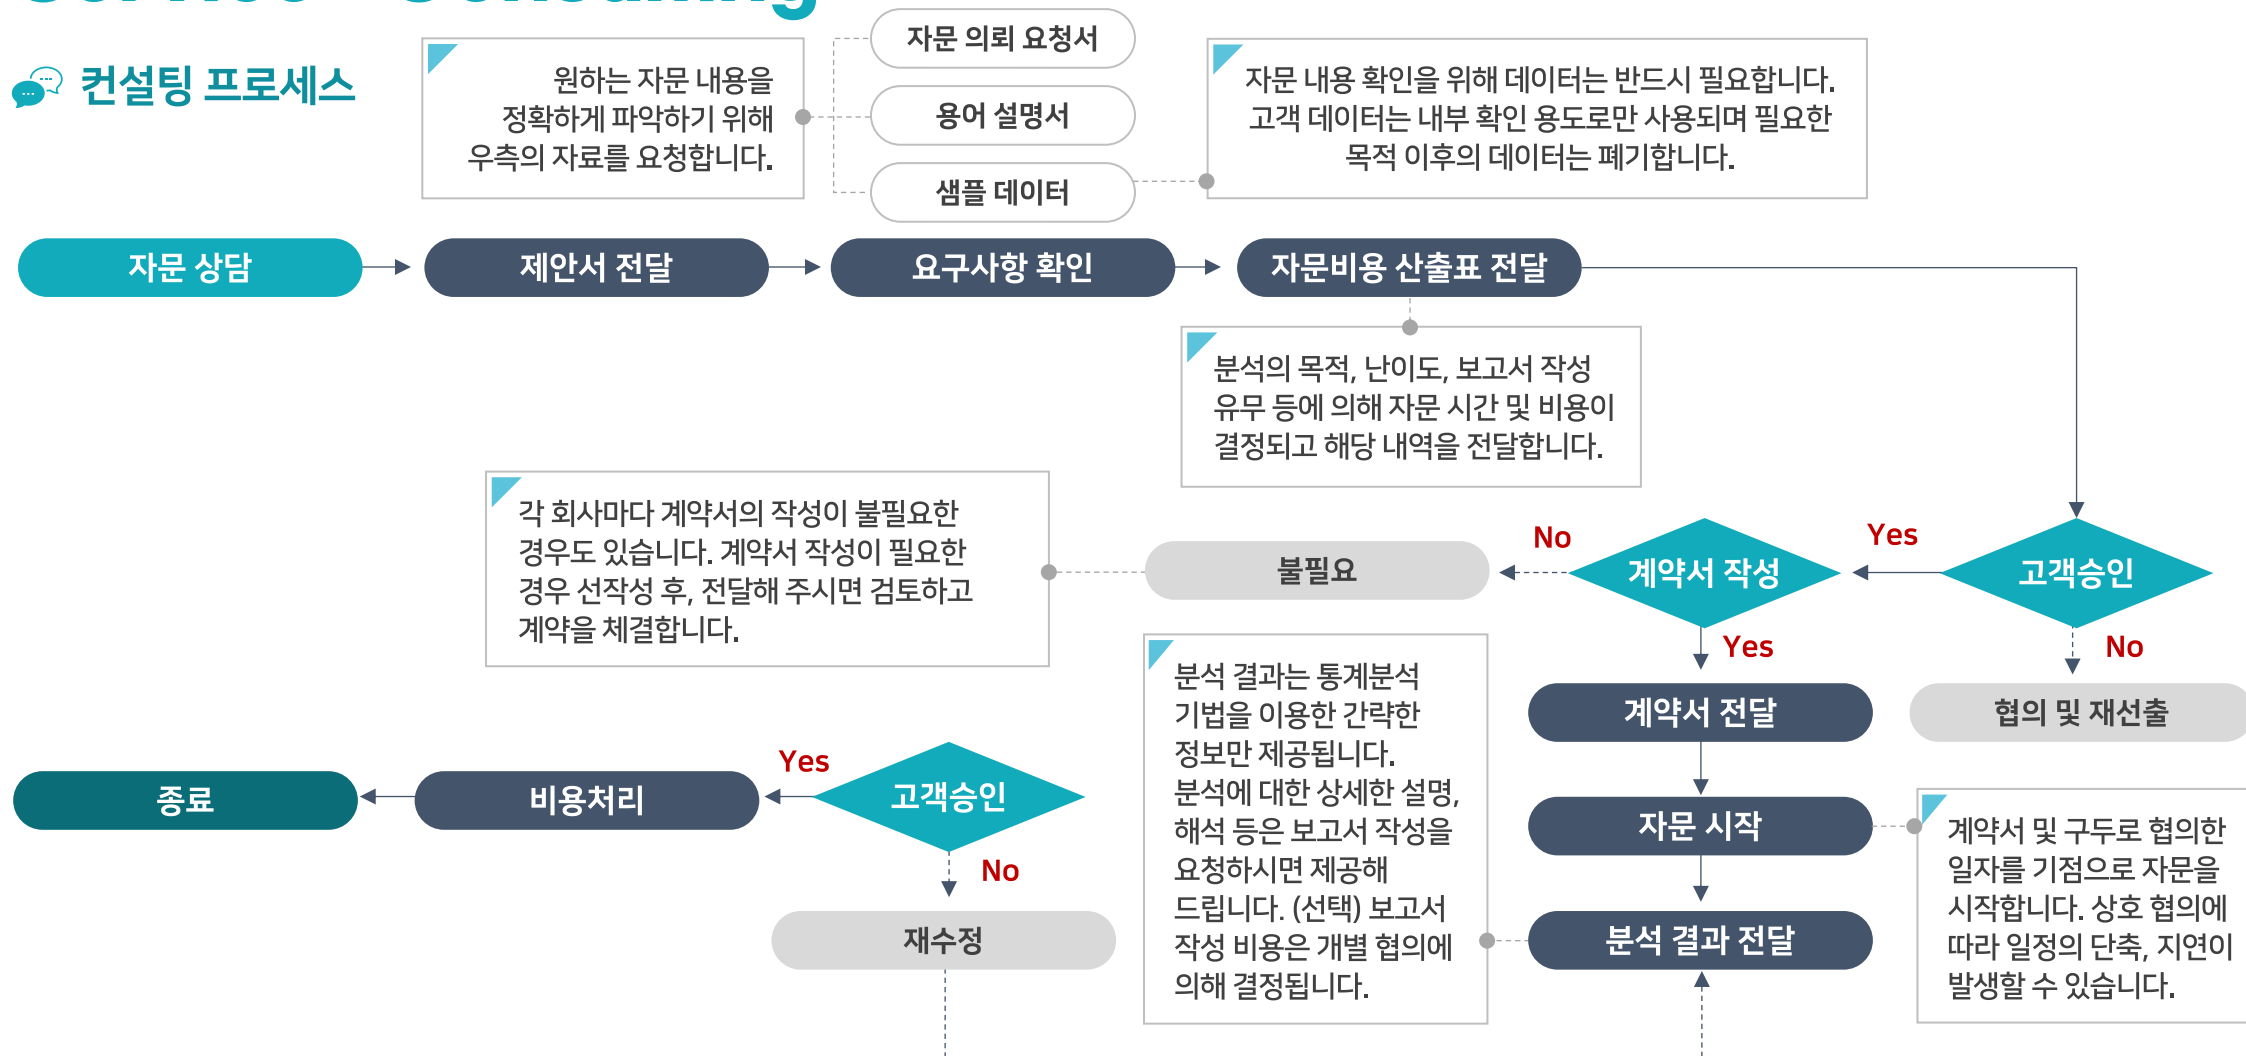 컨설팅 프로세스
원하는 자문 내용을
정확하게 파악하기 위해
우측의 자료를 요청합니다.
자문 의뢰 요청서
용어 설명서
샘플 데이터
자문 내용 확인을 위해 데이터는 반드시 필요합니다.
고객 데이터는 내부 확인 용도로만 사용되며 필요한
목적 이후의 데이터는 폐기합니다.
자문 상담
제안서 전달
요구사항 확인
자문비용 산출표 전달
분석의 목적, 난이도, 보고서 작성
유무 등에 의해 자문 시간 및 비용이
결정되고 해당 내역을 전달합니다.
각 회사마다 계약서의 작성이 불필요한
경우도 있습니다. 계약서 작성이 필요한
경우 선작성 후, 전달해 주시면 검토하고
계약을 체결합니다.
불필요
No
계약서 작성
Yes
고객승인
Yes
No
계약서 전달
협의 및 재선출
분석 결과는 통계분석
기법을 이용한 간략한
정보만 제공됩니다.
분석에 대한 상세한 설명,
해석 등은 보고서 작성을
요청하시면 제공해
드립니다. (선택) 보고서
작성 비용은 개별 협의에
의해 결정됩니다.
종료
비용처리
Yes
고객승인
No
재수정
자문 시작
분석 결과 전달
계약서 및 구두로 협의한
일자를 기점으로 자문을
시작합니다. 상호 협의에
따라 일정의 단축, 지연이
발생할 수 있습니다.